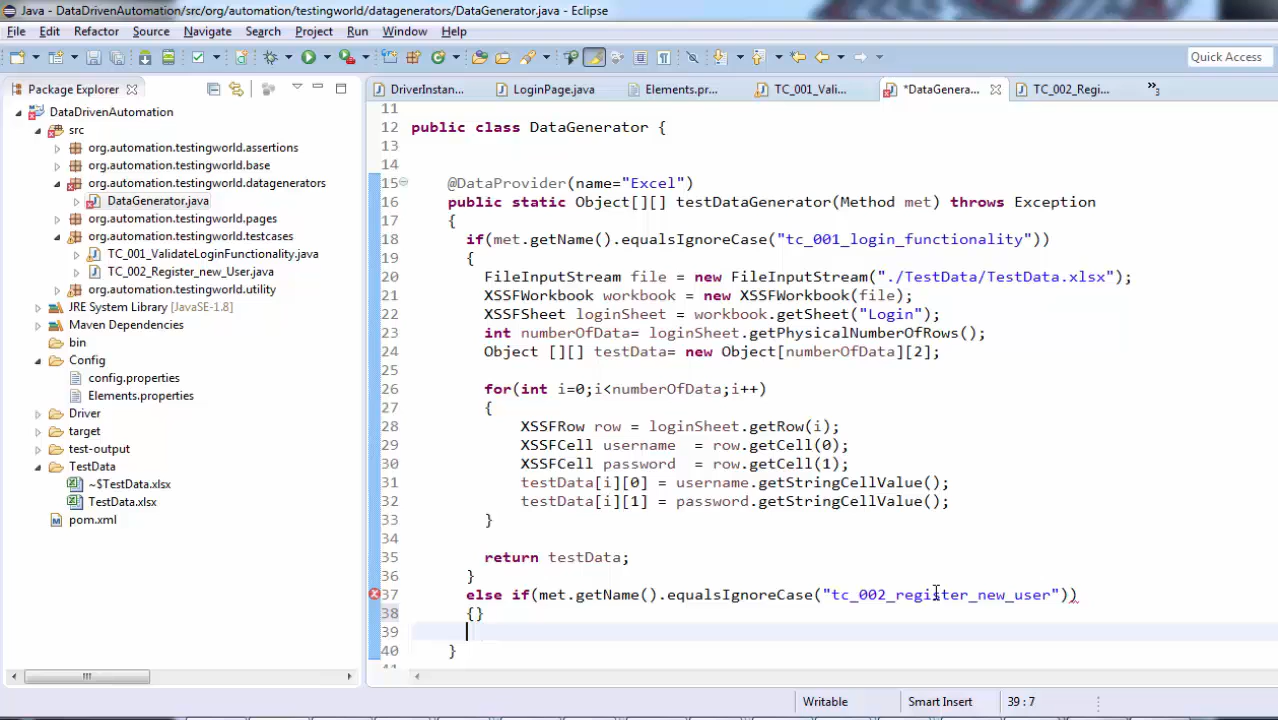 Java - DataDrivenAutomation/src/org/automation/testingworld/datagenerators/DataGenerator.java - Eclipse
File Edit Refactor Source Navigate Search Project Run Window Help
Quick Access
Package Explorer
DriverInstan... LoginPage.java Elements.pr... TC_001_Vali... *DataGenera... TC_002_Regi... »3
DataDrivenAutomation
src
org.automation.testingworld.assertions
org.automation.testingworld.base
org.automation.testingworld.datagenerators
DataGenerator.java
org.automation.testingworld.pages
org.automation.testingworld.testcases
TC_001_ValidateLoginFunctionality.java
TC_002_Register_new_User.java
org.automation.testingworld.utility
JRE System Library [JavaSE-1.8]
Maven Dependencies
bin
Config
config.properties
Elements.properties
Driver
target
test-output
TestData
~$TestData.xlsx
TestData.xlsx
pom.xml
11
12 public class DataGenerator {
13
14
15 @DataProvider(name="Excel")
16 public static Object[][] testDataGenerator(Method met) throws Exception
17 {
18 if(met.getName().equalsIgnoreCase("tc_001_login_functionality"))
19 {
20 FileInputStream file = new FileInputStream("./TestData/TestData.xlsx");
21 XSSFWorkbook workbook = new XSSFWorkbook(file);
22 XSSFSheet loginSheet = workbook.getSheet("Login");
23 int numberOfData= loginSheet.getPhysicalNumberOfRows();
24 Object [][] testData= new Object[numberOfData][2];
25
26 for(int i=0;i<numberOfData;i++)
27 {
28 XSSFRow row = loginSheet.getRow(i);
29 XSSFCell username  = row.getCell(0);
30 XSSFCell password  = row.getCell(1);
31 testData[i][0] = username.getStringCellValue();
32 testData[i][1] = password.getStringCellValue();
33 }
34
35 return testData;
36 }
37 else if(met.getName().equalsIgnoreCase("tc_002_register_new_user"))
38 {}
39
40 }
Writable Smart Insert 39 : 7